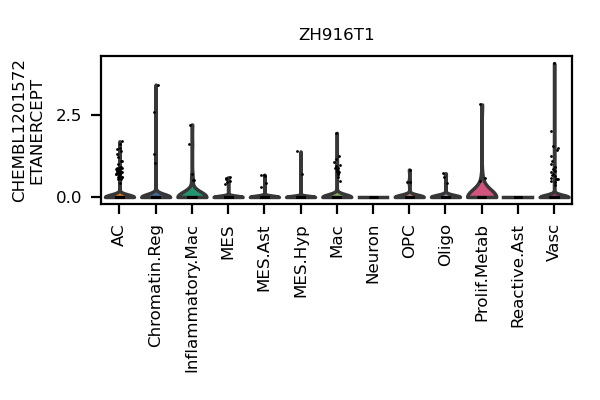 ZH916T1
CHEMBL1201572
ETANERCEPT
2.5
0.0
AC
Chromatin.Reg
Inflammatory.Mac
MES
MES.Ast
MES.Hyp
Mac
Neuron
OPC
Oligo
Prolif.Metab
Reactive.Ast
Vasc